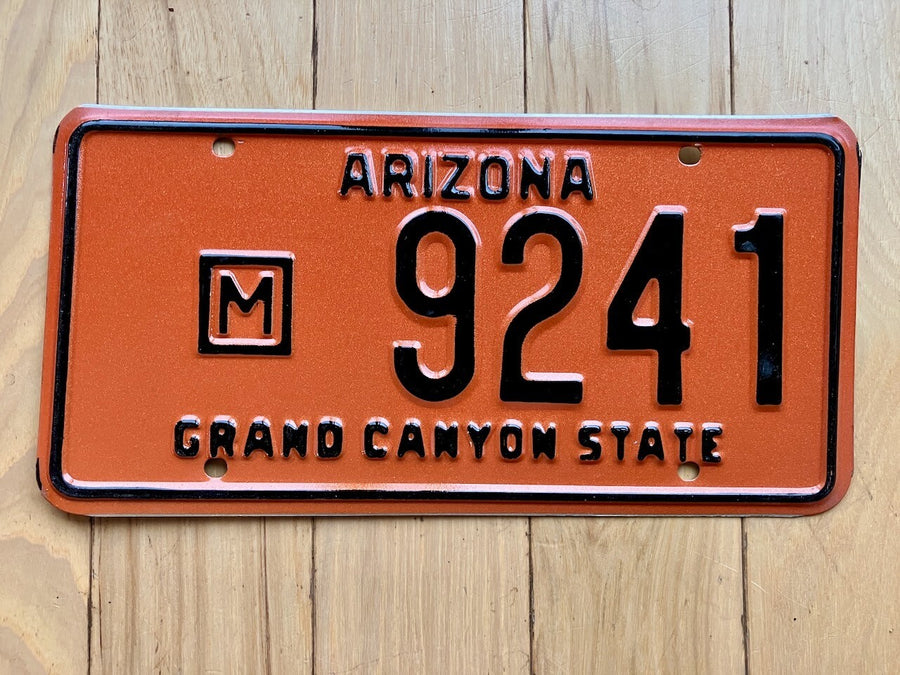 ARIZONA
M 9241
GRAND CANYON STATE